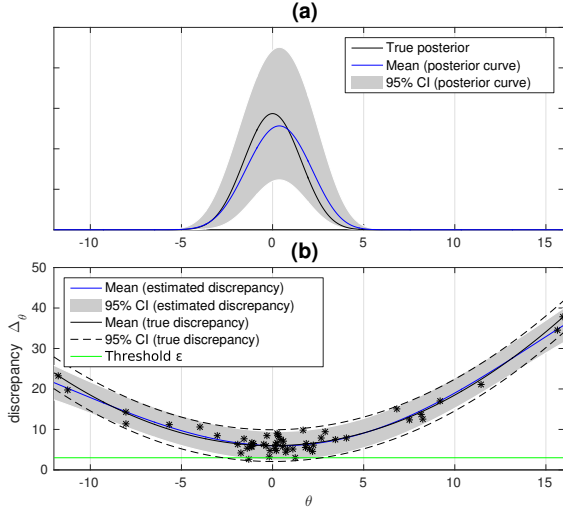 (a)
True posterior
Mean (posterior curve)
95% CI (posterior curve)
-10 -5 0 5 10 15
(b)
50
40
30
20
10
0
discrepancy Δθ
Mean (estimated discrepancy)
95% CI (estimated discrepancy)
Mean (true discrepancy)
95% CI (true discrepancy)
Threshold ε
-10 -5 0 5 10 15
θ